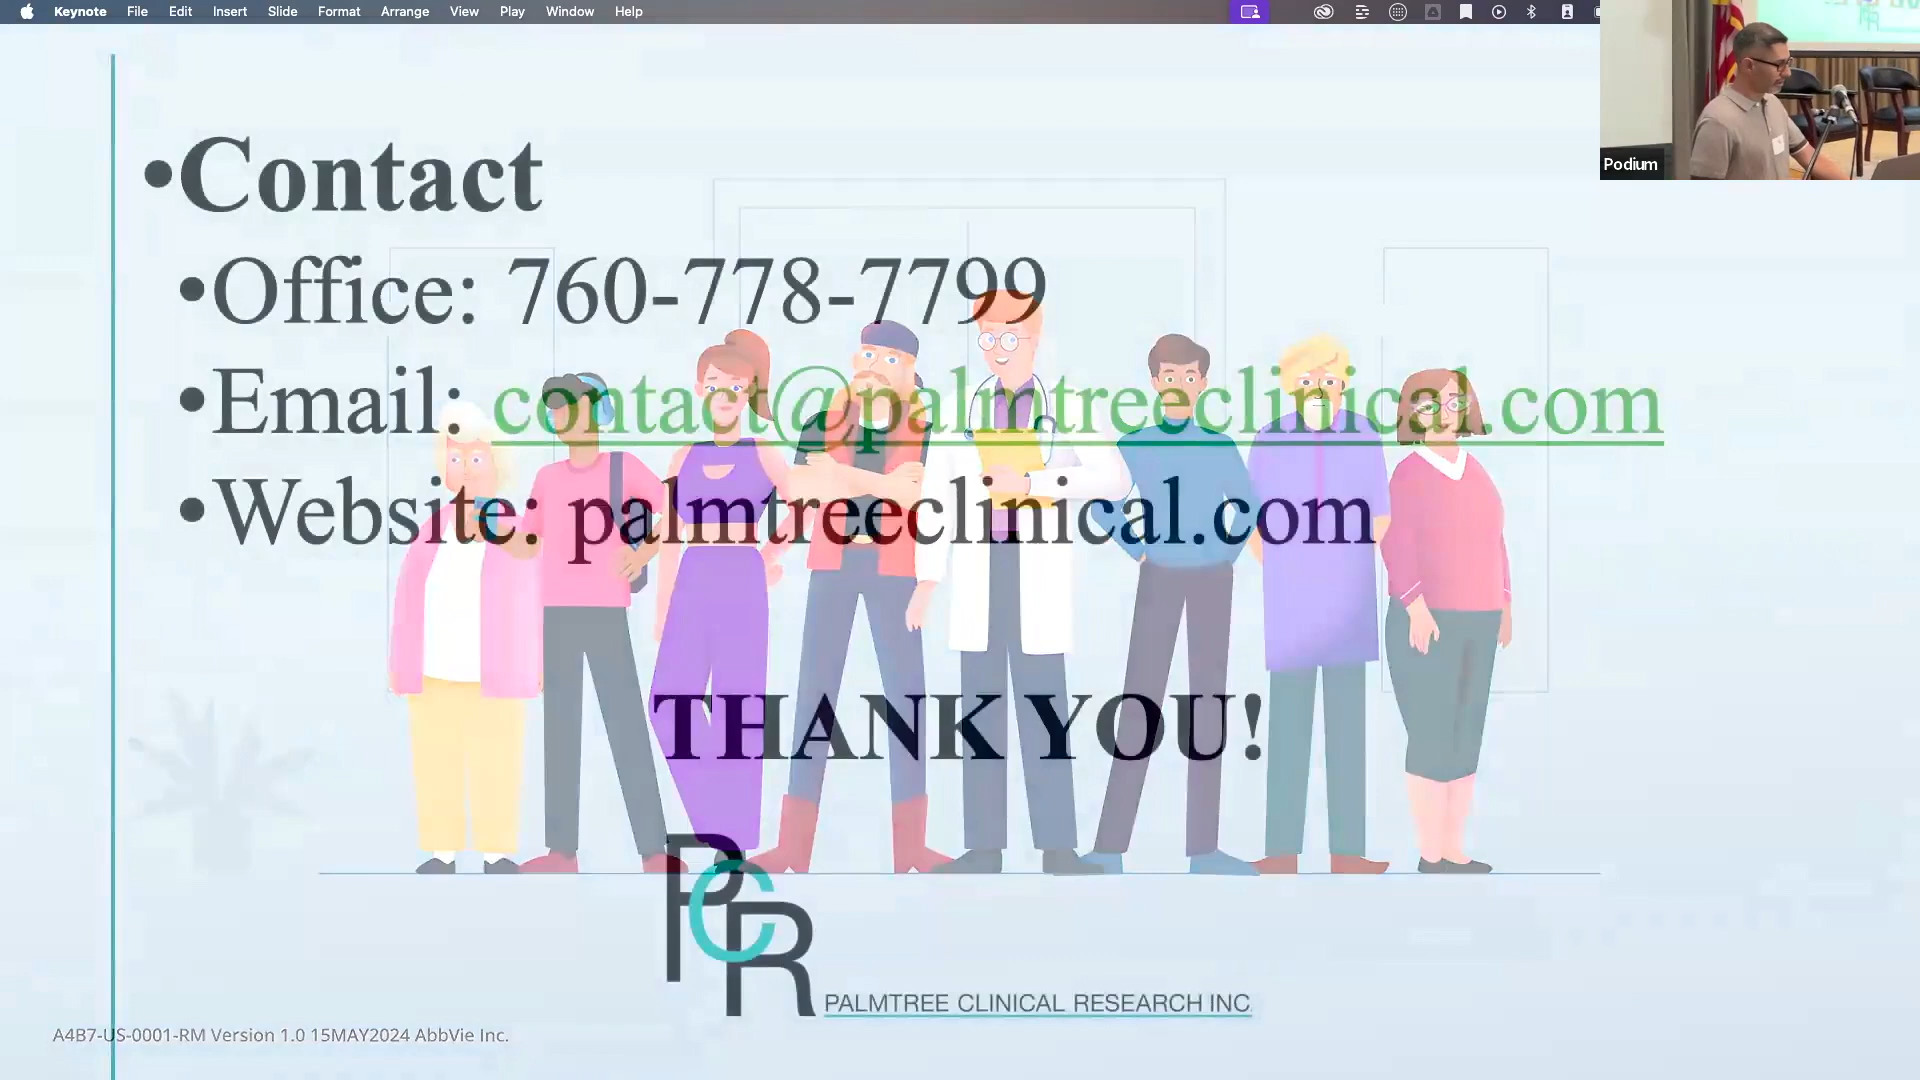 Keynote File Edit Insert Slide Format Arrange View Play Window Help
Podium
•Contact
•Office: 760-778-7799
•Email: contact@palmtreeclinical.com
•Website: palmtreeclinical.com
THANK YOU!
PCR
PALMTREE CLINICAL RESEARCH INC.
A4B7-US-0001-RM Version 1.0 15MAY2024 AbbVie Inc.